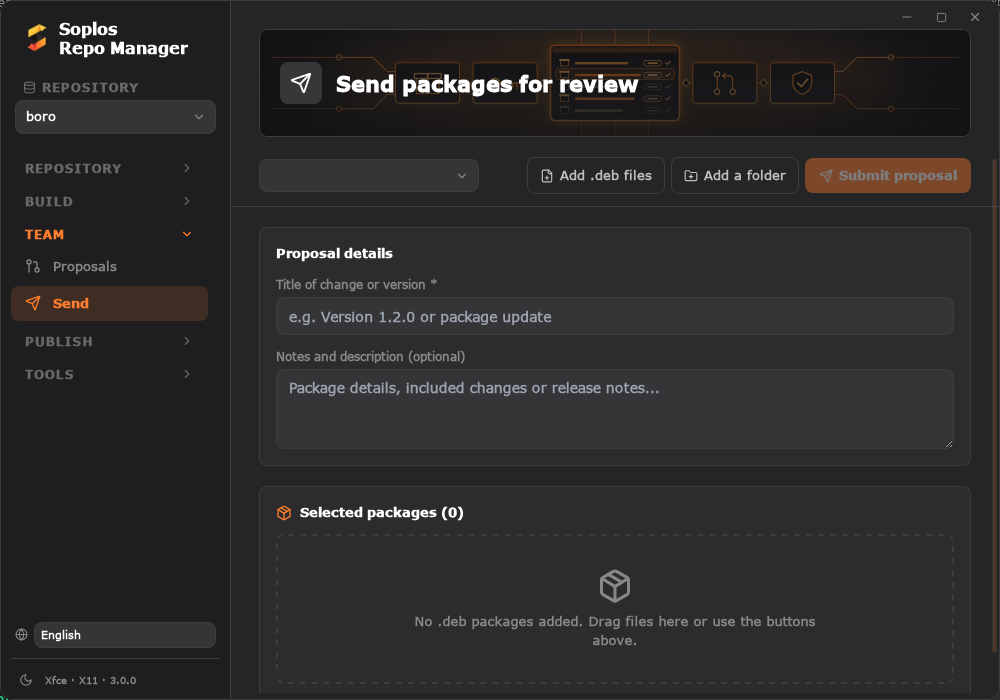 Soplos
Repo Manager
REPOSITORY
boro
REPOSITORY
BUILD
TEAM
Proposals
Send
PUBLISH
TOOLS
English
Xfce · X11 · 3.0.0
Send packages for review
Add .deb files
Add a folder
Submit proposal
Proposal details
Title of change or version *
e.g. Version 1.2.0 or package update
Notes and description (optional)
Package details, included changes or release notes...
Selected packages (0)
No .deb packages added. Drag files here or use the buttons
above.